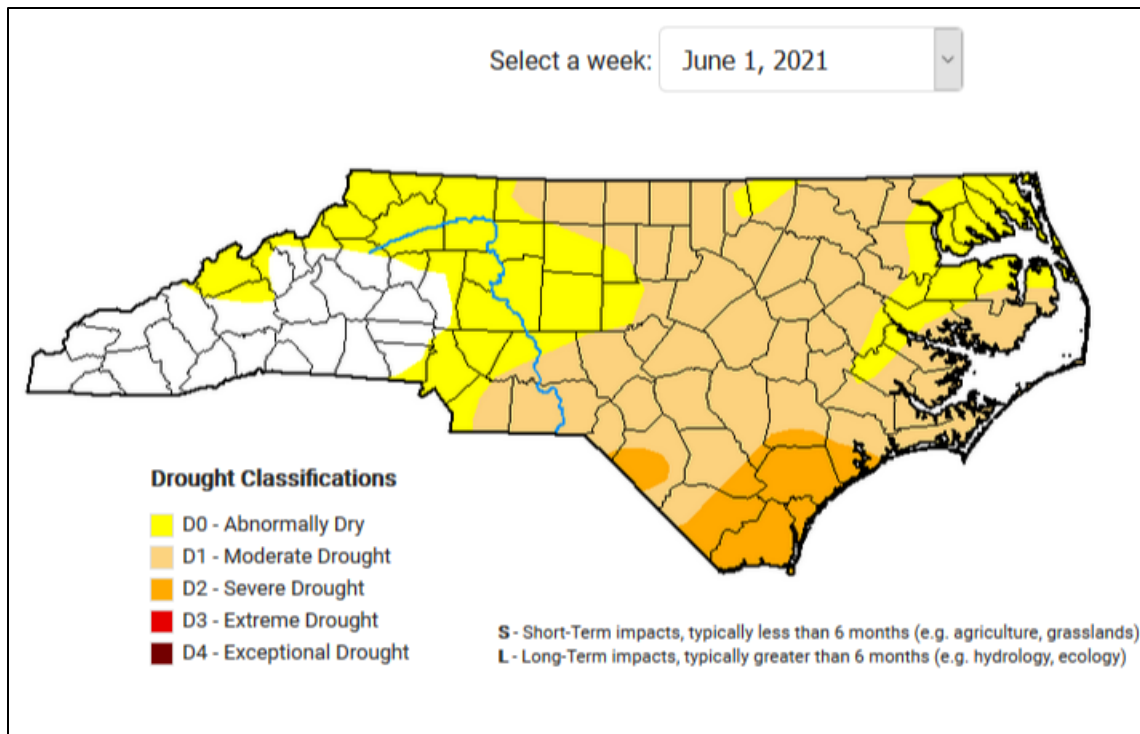 Select a week: June 1, 2021
Drought Classifications
D0 - Abnormally Dry
D1 - Moderate Drought
D2 - Severe Drought
D3 - Extreme Drought
D4 - Exceptional Drought
S - Short-Term impacts, typically less than 6 months (e.g. agriculture, grasslands)
L - Long-Term impacts, typically greater than 6 months (e.g. hydrology, ecology)